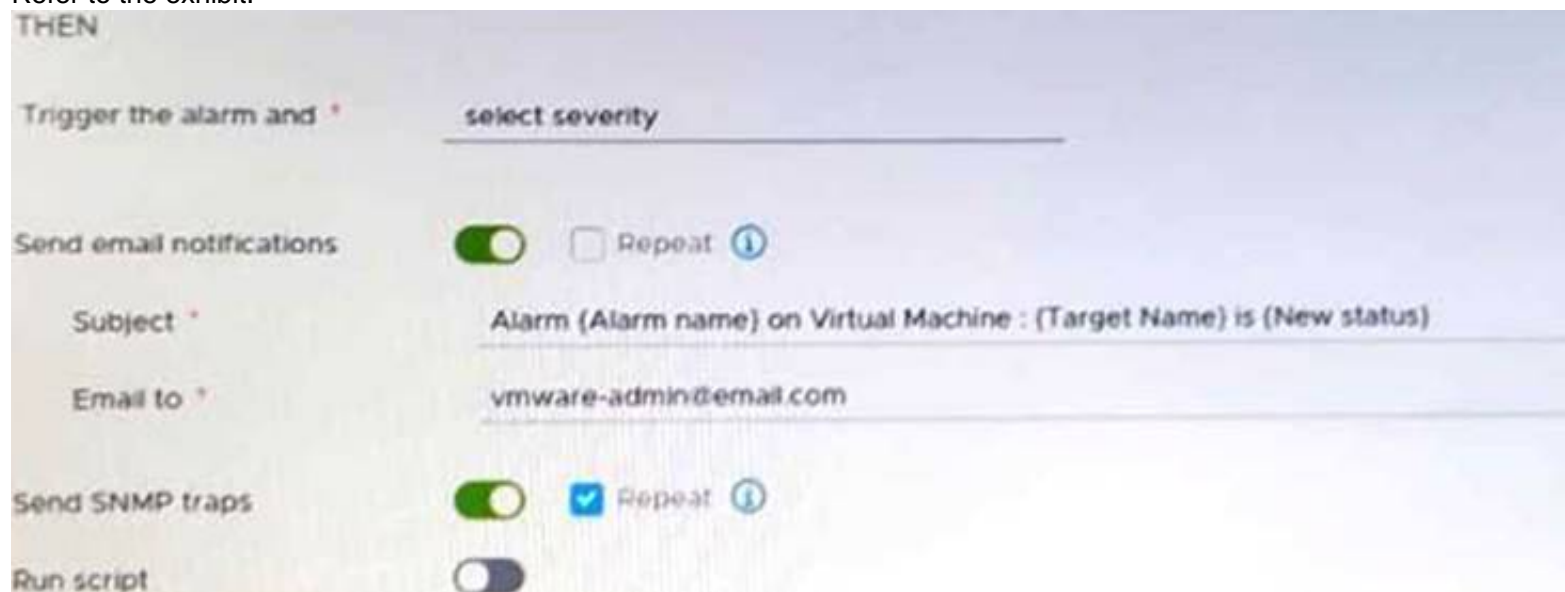 Refer to the exhibit.
THEN
Trigger the alarm and * select severity
Send email notifications Repeat
Subject * Alarm {Alarm name} on Virtual Machine : {Target Name} is {New status}
Email to * vmware-admin@email.com
Send SNMP traps Repeat
Run script